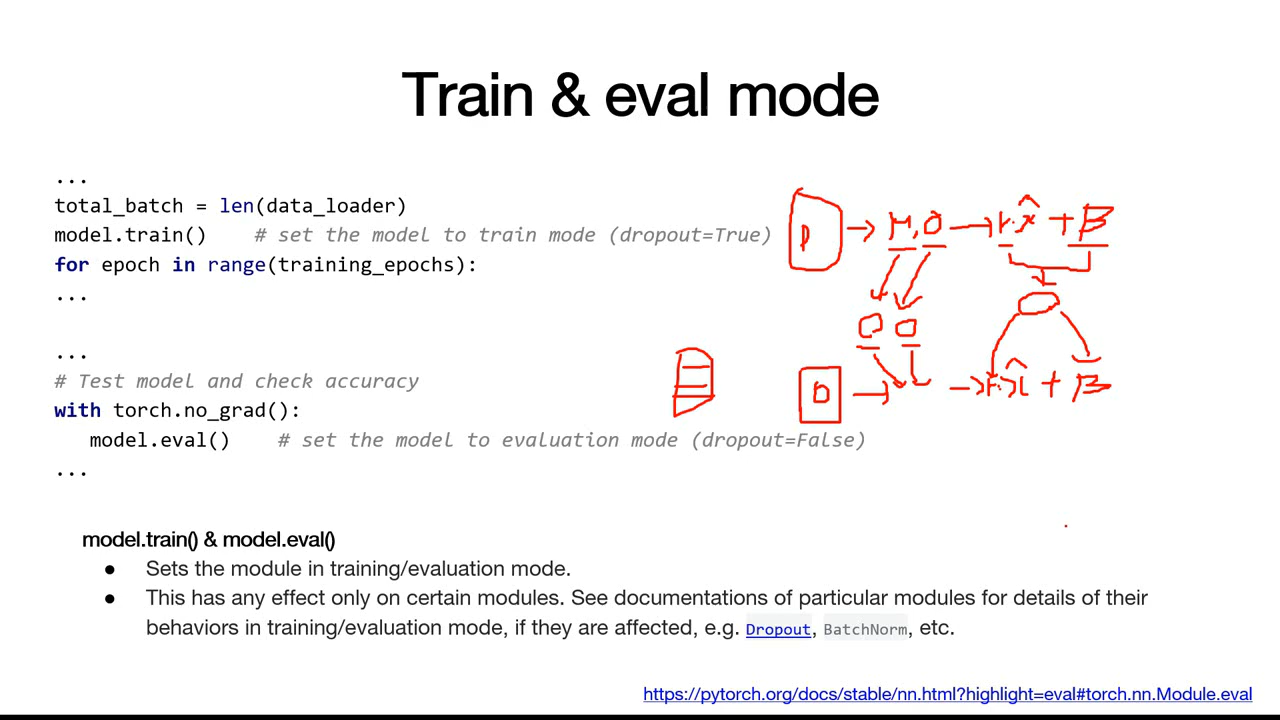 Train & eval mode
...
total_batch = len(data_loader)
model.train()    # set the model to train mode (dropout=True)
for epoch in range(training_epochs):
...
...
# Test model and check accuracy
with torch.no_grad():
model.eval()    # set the model to evaluation mode (dropout=False)
...
model.train() & model.eval()
● Sets the module in training/evaluation mode.
● This has any effect only on certain modules. See documentations of particular modules for details of their
behaviors in training/evaluation mode, if they are affected, e.g. Dropout, BatchNorm, etc.
https://pytorch.org/docs/stable/nn.html?highlight=eval#torch.nn.Module.eval